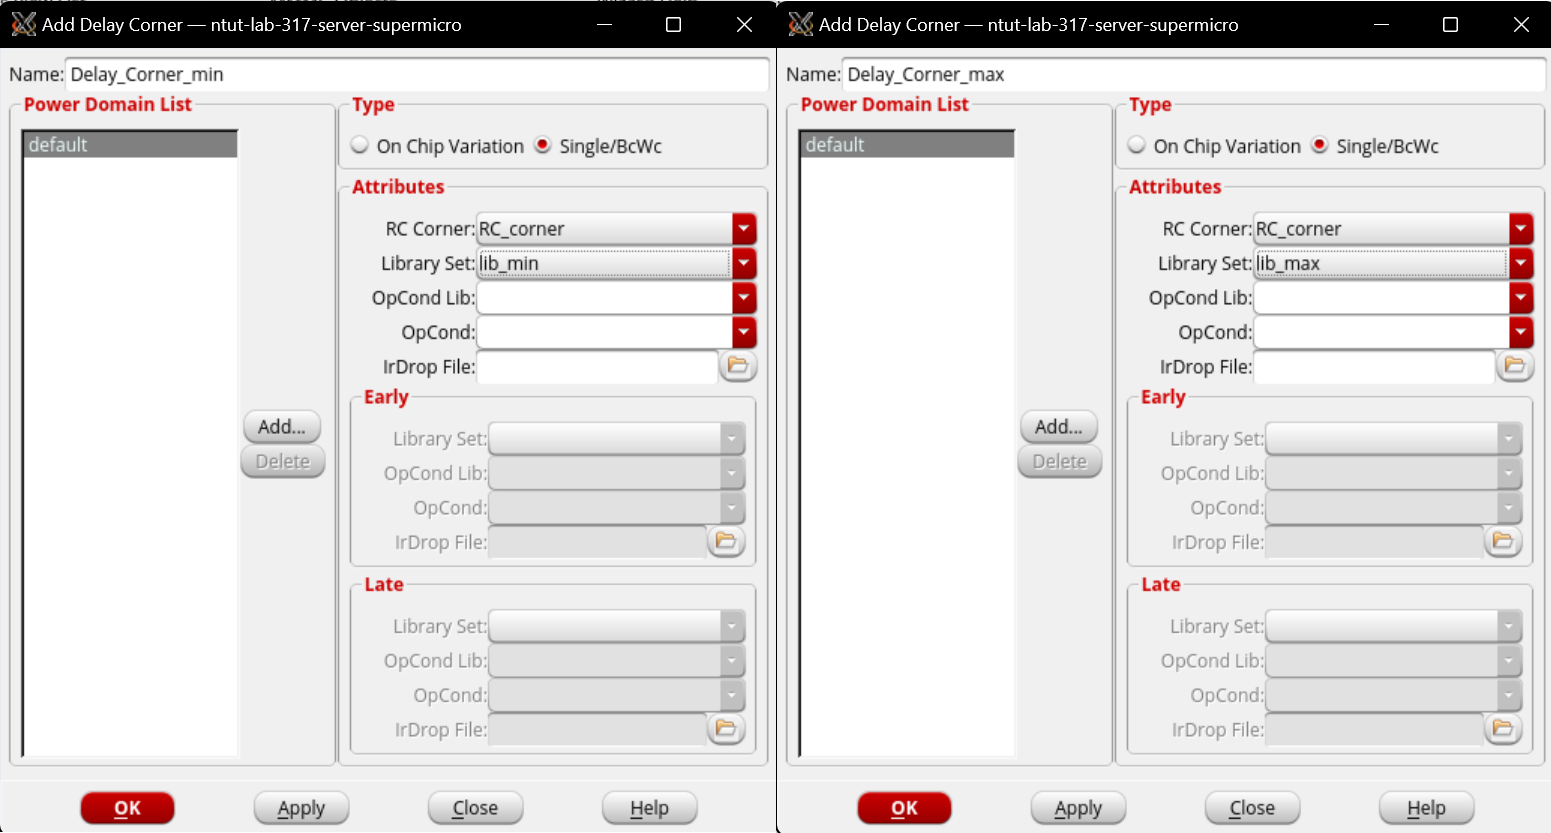 Add Delay Corner — ntut-lab-317-server-supermicro
Name: Delay_Corner_min
Power Domain List
default
Add...
Delete
Type
On Chip Variation Single/BcWc
Attributes
RC Corner: RC_corner
Library Set: lib_min
OpCond Lib:
OpCond:
IrDrop File:
Early
Library Set:
OpCond Lib:
OpCond:
IrDrop File:
Late
Library Set:
OpCond Lib:
OpCond:
IrDrop File:
OK Apply Close Help
Add Delay Corner — ntut-lab-317-server-supermicro
Name: Delay_Corner_max
Power Domain List
default
Add...
Delete
Type
On Chip Variation Single/BcWc
Attributes
RC Corner: RC_corner
Library Set: lib_max
OpCond Lib:
OpCond:
IrDrop File:
Early
Library Set:
OpCond Lib:
OpCond:
IrDrop File:
Late
Library Set:
OpCond Lib:
OpCond:
IrDrop File:
OK Apply Close Help